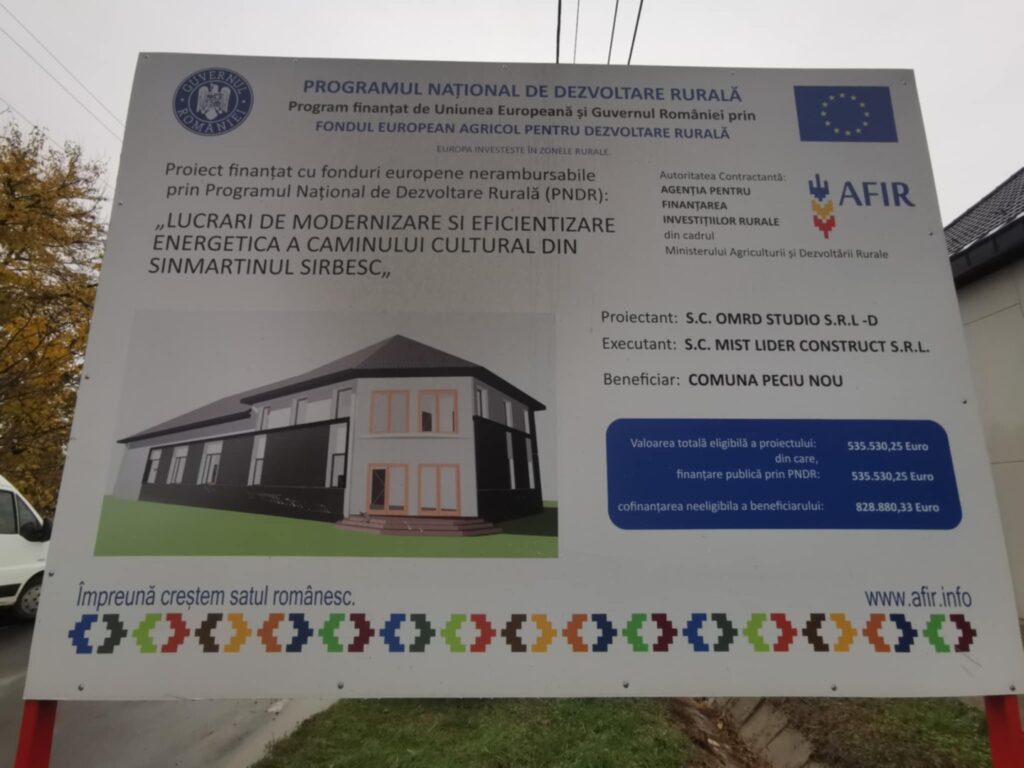 GUVERNUL ROMÂNIEI
PROGRAMUL NAȚIONAL DE DEZVOLTARE RURALĂ
Program finanțat de Uniunea Europeană și Guvernul României prin
FONDUL EUROPEAN AGRICOL PENTRU DEZVOLTARE RURALĂ
EUROPA INVESTEȘTE ÎN ZONELE RURALE.
Proiect finanțat cu fonduri europene nerambursabile
prin Programul Național de Dezvoltare Rurală (PNDR):
„LUCRARI DE MODERNIZARE SI EFICIENTIZARE
ENERGETICA A CAMINULUI CULTURAL DIN
SINMARTINUL SIRBESC„
Autoritatea Contractantă:
AGENȚIA PENTRU
FINANȚAREA
INVESTIȚIILOR RURALE
din cadrul
Ministerului Agriculturii și Dezvoltării Rurale
AFIR
Proiectant: S.C. OMRD STUDIO S.R.L -D
Executant: S.C. MIST LIDER CONSTRUCT S.R.L.
Beneficiar: COMUNA PECIU NOU
Valoarea totală eligibilă a proiectului: 535.530,25 Euro
din care,
finanțare publică prin PNDR: 535.530,25 Euro
cofinanțarea neeligibila a beneficiarului: 828.880,33 Euro
Împreună creștem satul românesc.
www.afir.info